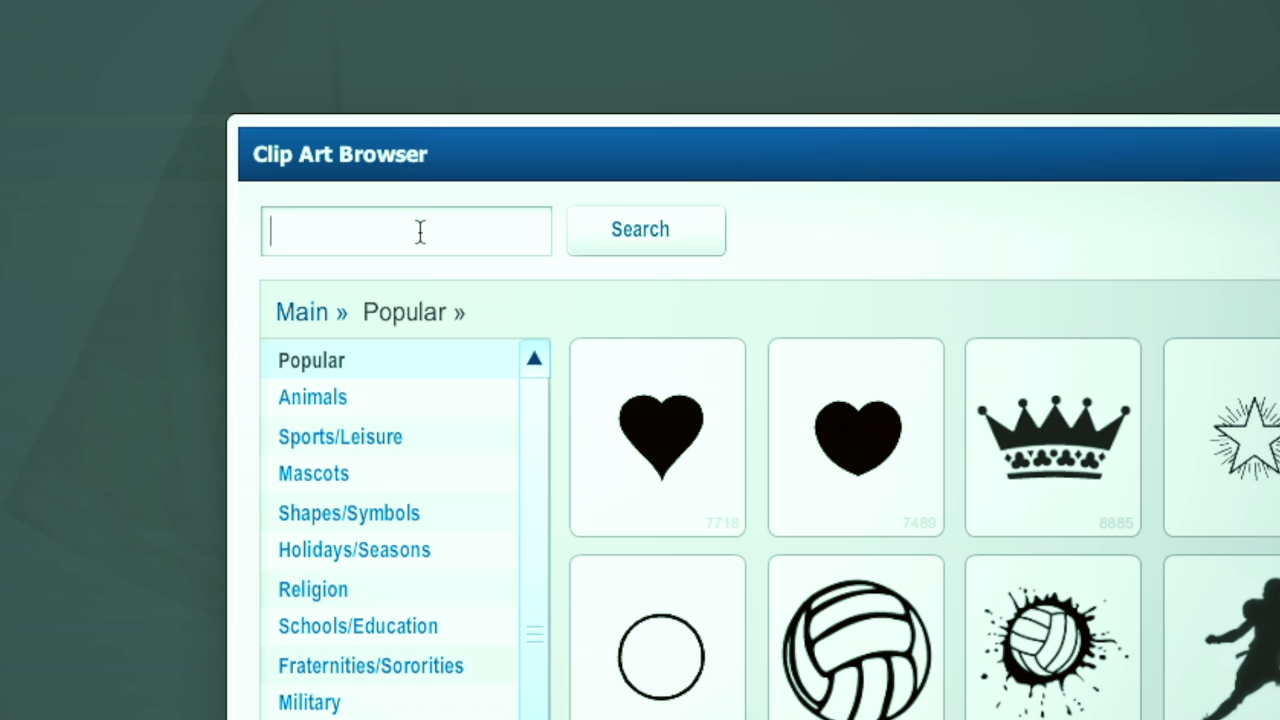 Clip Art Browser
Search
Main » Popular »
Popular
Animals
Sports/Leisure
Mascots
Shapes/Symbols
Holidays/Seasons
Religion
Schools/Education
Fraternities/Sororities
Military
7718
7489
8885